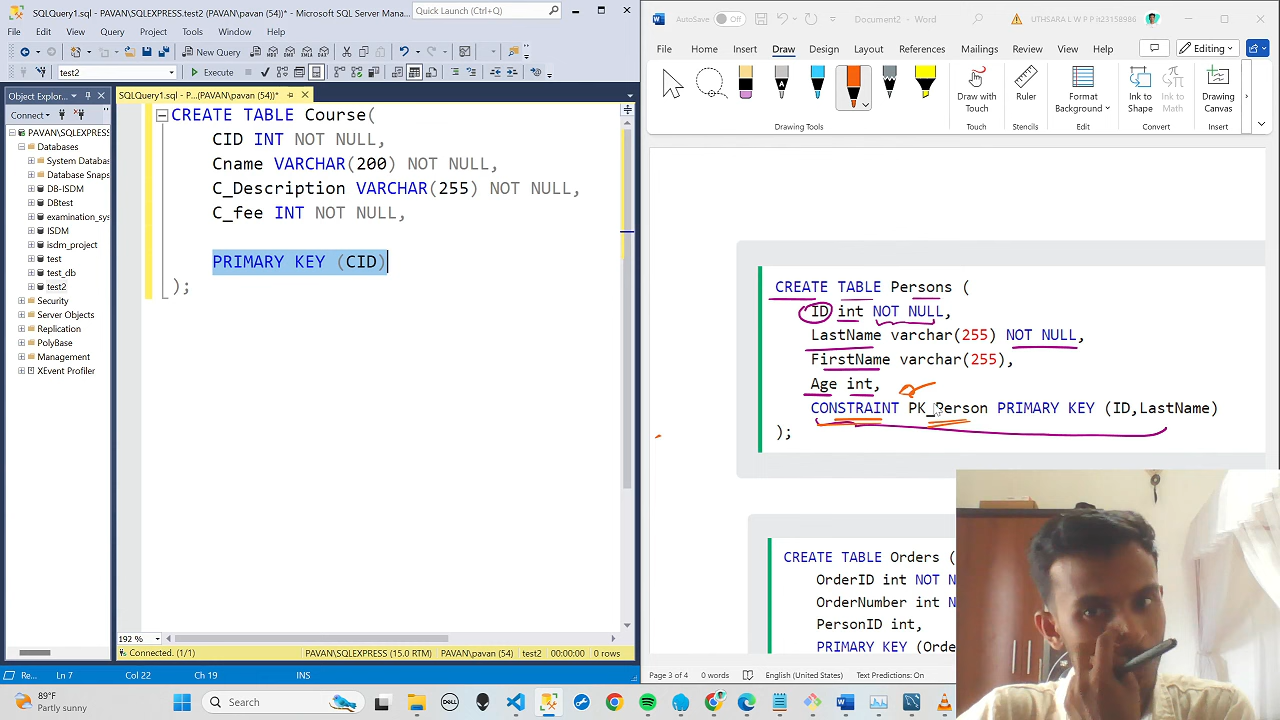 SQLQuery1.sql - PAVAN\SQLEXPRESS.test2 (PAVAN\pavan (54))* - Microsoft SQL Server Mana...
Quick Launch (Ctrl+Q)
File Edit View Query Project Tools Window Help
New Query
test2
Execute
Object Explor...
Connect
PAVAN\SQLEXPRESS
Databases
System Database
Database Snaps
DB-ISDM
DBtest
examination_sy
ISDM
isdm_project
test
test_db
test2
Security
Server Objects
Replication
PolyBase
Management
XEvent Profiler
SQLQuery1.sql - P...(PAVAN\pavan (54))*
CREATE TABLE Course(
CID INT NOT NULL,
Cname VARCHAR(200) NOT NULL,
C_Description VARCHAR(255) NOT NULL,
C_fee INT NOT NULL,
PRIMARY KEY (CID)
);
192 %
Connected. (1/1)
PAVAN\SQLEXPRESS (15.0 RTM)
PAVAN\pavan (54)
test2
00:00:00
0 rows
Re...
Ln 7
Col 22
Ch 19
INS
AutoSave Off
Document2 - Word
UTHSARA L W P P it23158986
File Home Insert Draw Design Layout References Mailings Review View Help
Editing
Draw with Touch
Ruler
Format Background
Ink to Shape
Ink to Math
Drawing Canvas
Drawing Tools
Touch
Stencils
Edit
Convert
Insert
CREATE TABLE Persons (
ID int NOT NULL,
LastName varchar(255) NOT NULL,
FirstName varchar(255),
Age int,
CONSTRAINT PK_Person PRIMARY KEY (ID,LastName)
);
CREATE TABLE Orders (
OrderID int NOT N
OrderNumber int N
PersonID int,
PRIMARY KEY (Orde
Page 3 of 4
838 words
English (United States)
Text Predictions: On
89°F
Partly sunny
Search